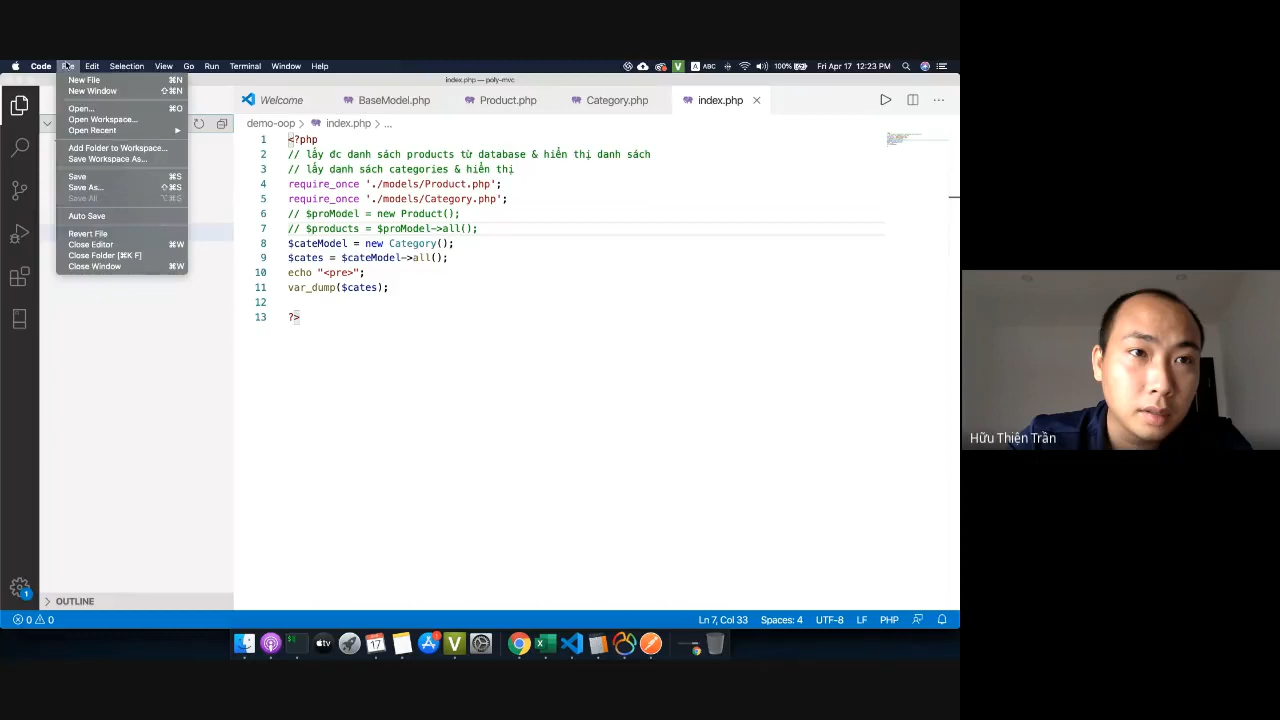 Code File Edit Selection View Go Run Terminal Window Help
V A ABC 100% Fri Apr 17 12:23 PM
index.php — poly-mvc
New File ⌘N
New Window ⇧⌘N
Open... ⌘O
Open Workspace...
Open Recent
Add Folder to Workspace...
Save Workspace As...
Save ⌘S
Save As... ⇧⌘S
Save All ⌥⌘S
Auto Save
Revert File
Close Editor ⌘W
Close Folder [⌘K F]
Close Window ⌘W
Welcome BaseModel.php Product.php Category.php index.php
demo-oop > index.php > ...
1 <?php
2 // lấy đc danh sách products từ database & hiển thị danh sách
3 // lấy danh sách categories & hiển thị
4 require_once './models/Product.php';
5 require_once './models/Category.php';
6 // $proModel = new Product();
7 // $products = $proModel->all();
8 $cateModel = new Category();
9 $cates = $cateModel->all();
10 echo "<pre>";
11 var_dump($cates);
12
13 ?>
OUTLINE
1
0 0 Ln 7, Col 33 Spaces: 4 UTF-8 LF PHP
tv 17 V
Hữu Thiện Trần